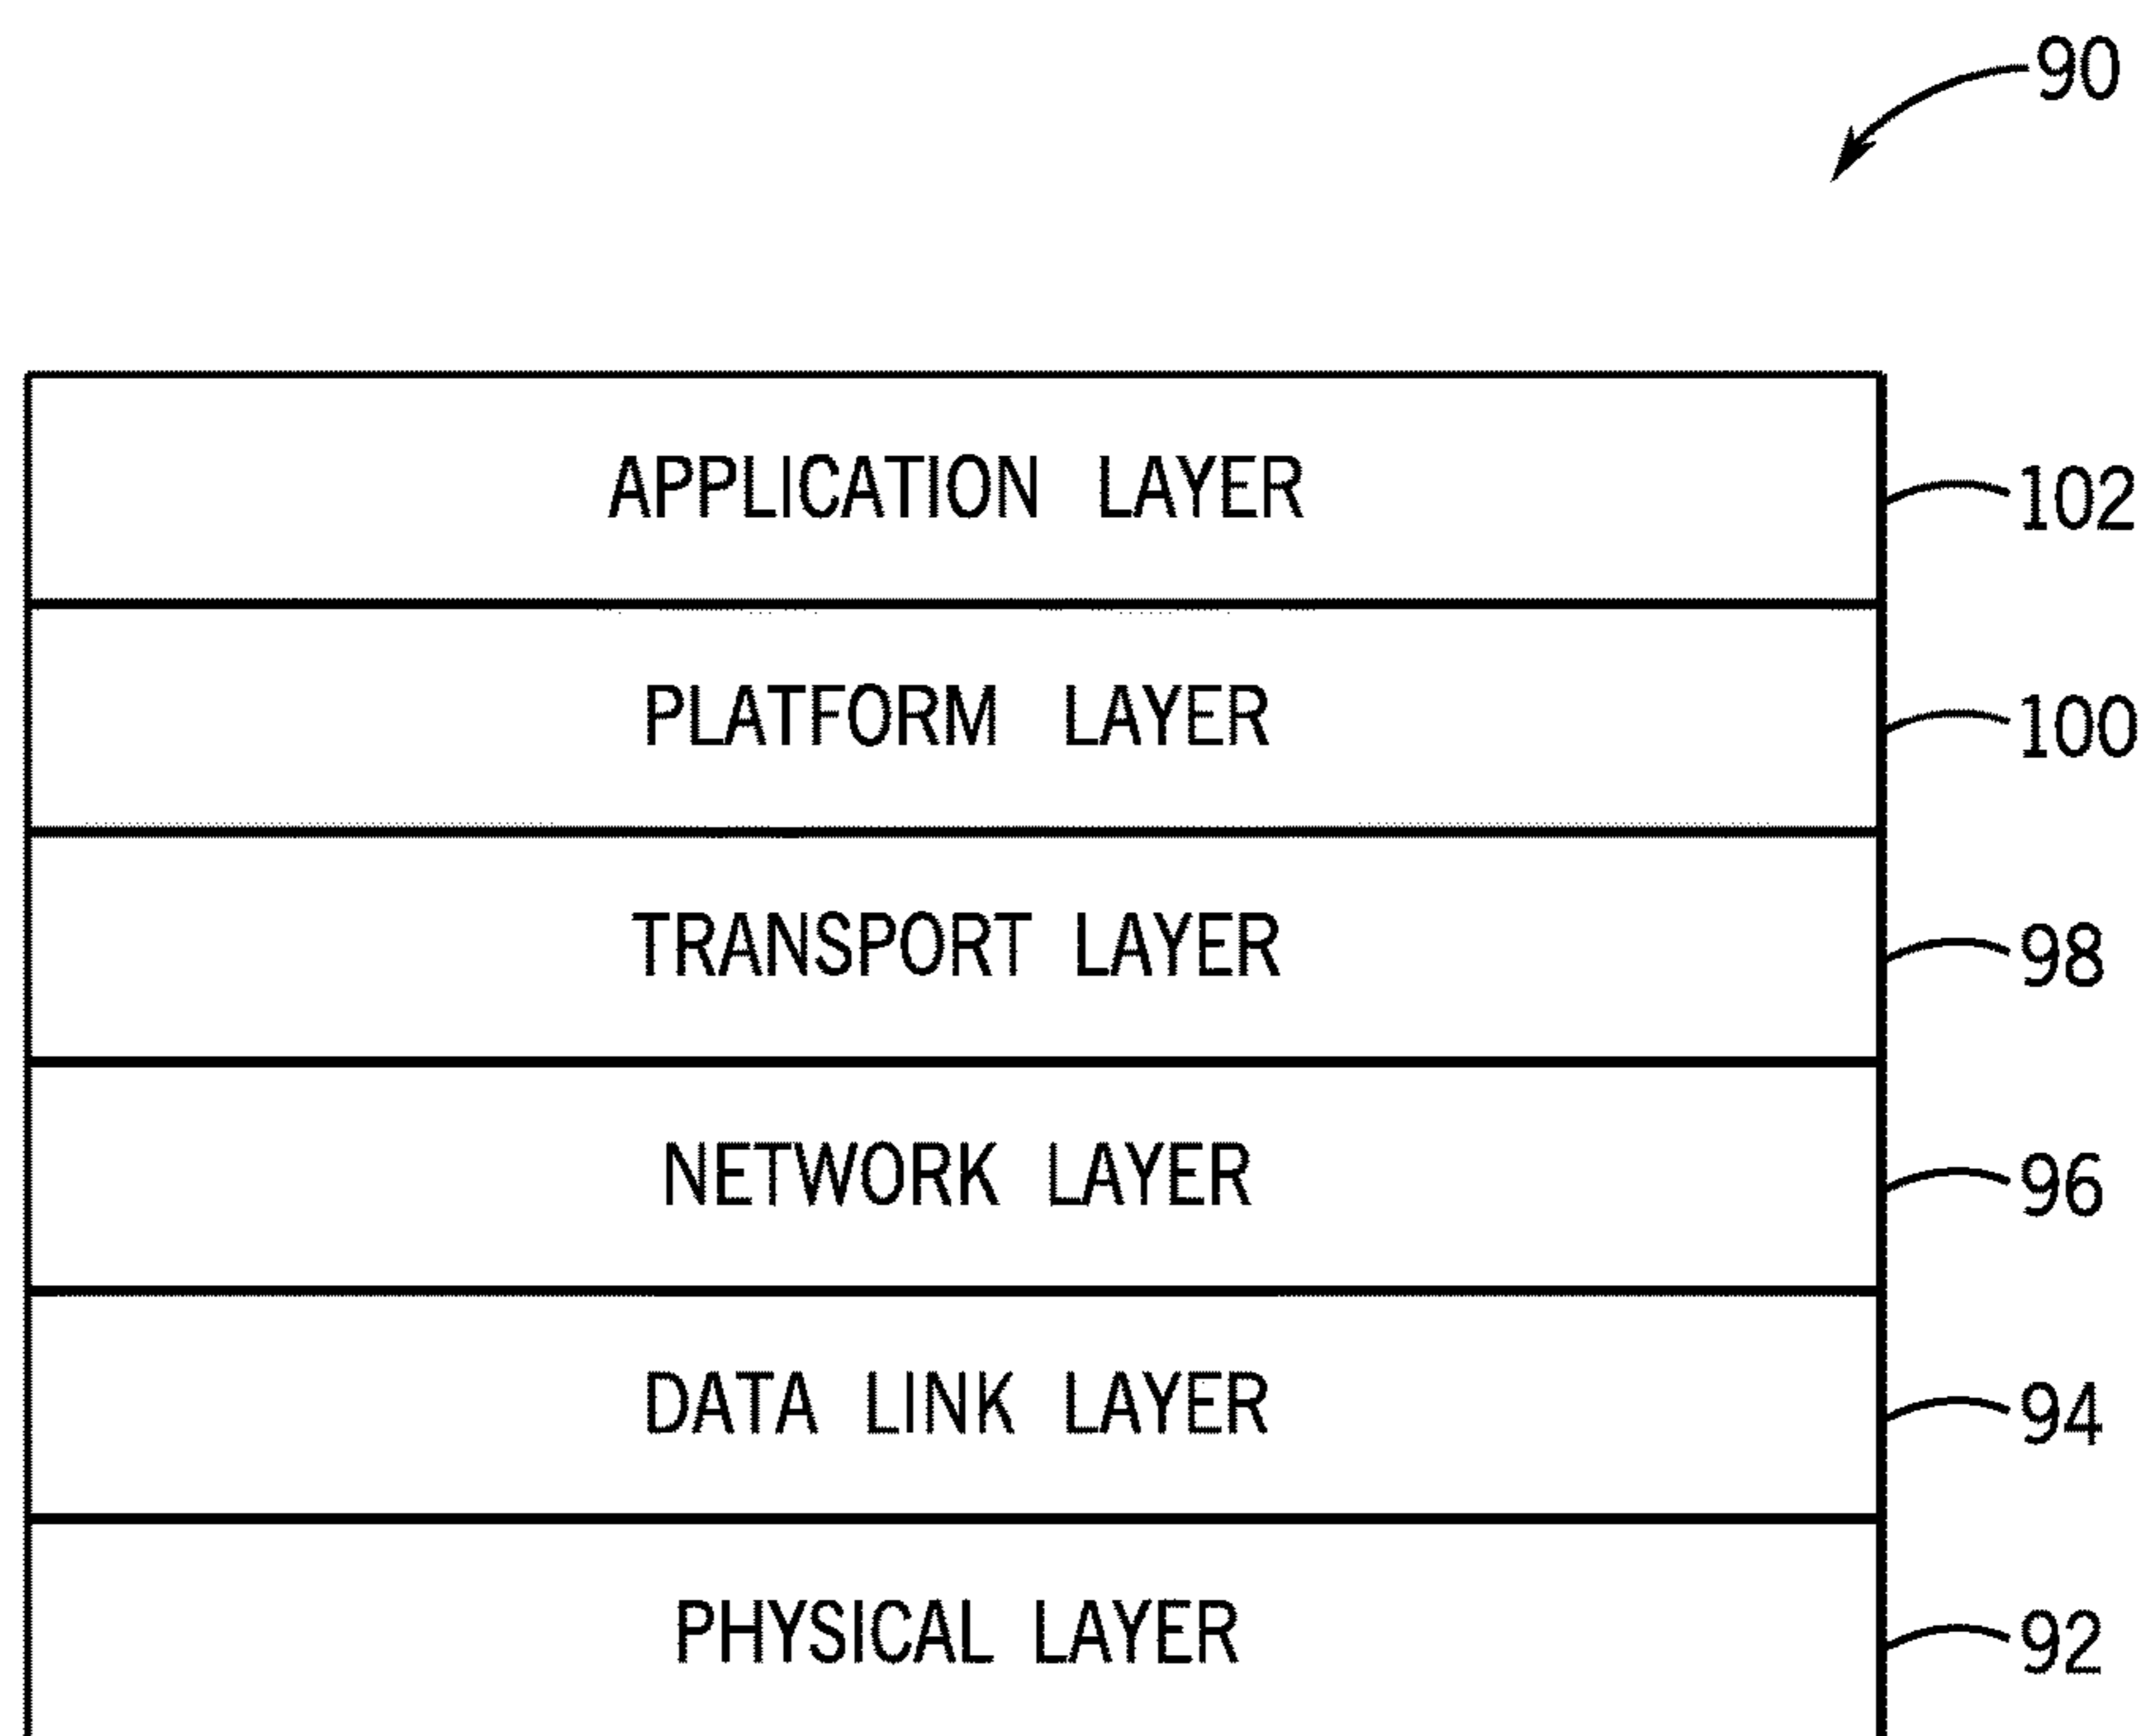 90
APPLICATION LAYER 102
PLATFORM LAYER 100
TRANSPORT LAYER 98
NETWORK LAYER 96
DATA LINK LAYER 94
PHYSICAL LAYER 92